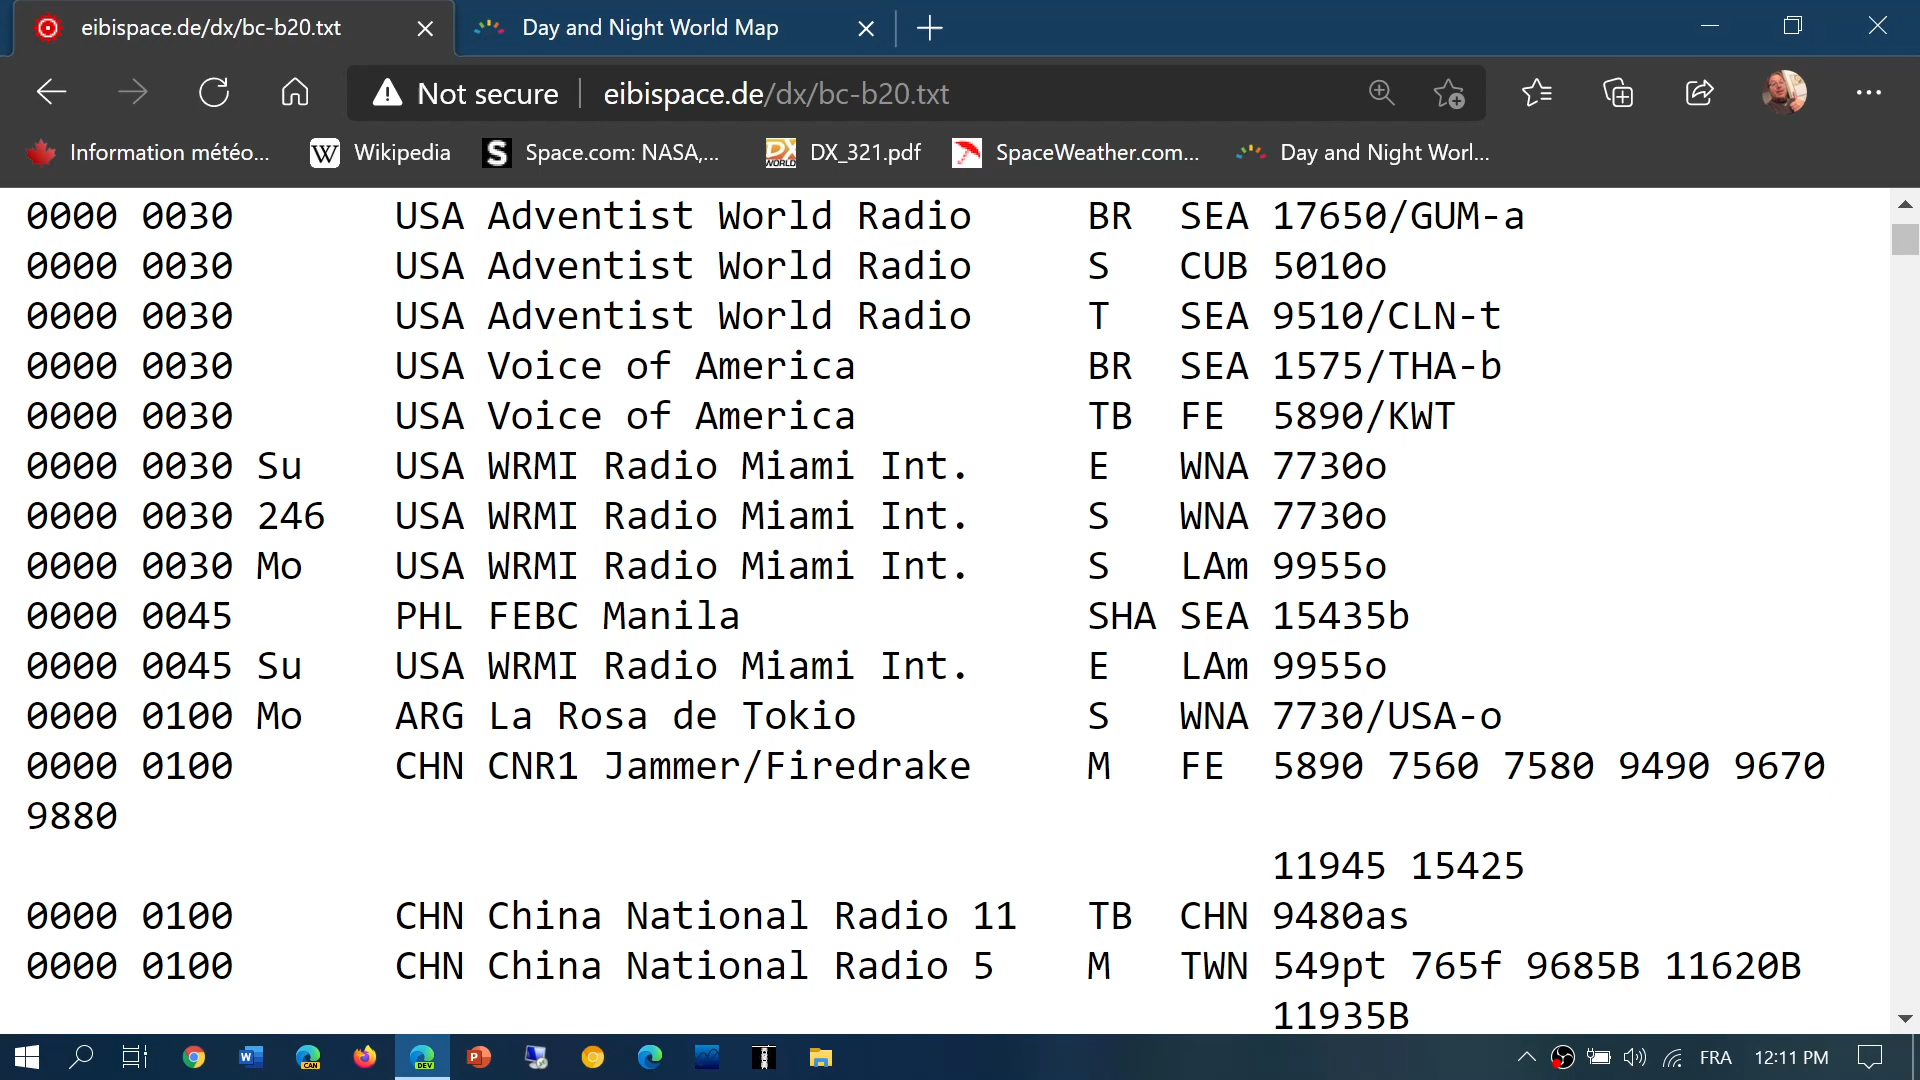 eibispace.de/dx/bc-b20.txt
Day and Night World Map
Not secure
eibispace.de/dx/bc-b20.txt
Information météo...
W Wikipedia
S Space.com: NASA,...
DX WORLD DX_321.pdf
SpaceWeather.com...
Day and Night Worl...
0000 0030 USA Adventist World Radio BR SEA 17650/GUM-a
0000 0030 USA Adventist World Radio S CUB 5010o
0000 0030 USA Adventist World Radio T SEA 9510/CLN-t
0000 0030 USA Voice of America BR SEA 1575/THA-b
0000 0030 USA Voice of America TB FE 5890/KWT
0000 0030 Su USA WRMI Radio Miami Int. E WNA 7730o
0000 0030 246 USA WRMI Radio Miami Int. S WNA 7730o
0000 0030 Mo USA WRMI Radio Miami Int. S LAm 9955o
0000 0045 PHL FEBC Manila SHA SEA 15435b
0000 0045 Su USA WRMI Radio Miami Int. E LAm 9955o
0000 0100 Mo ARG La Rosa de Tokio S WNA 7730/USA-o
0000 0100 CHN CNR1 Jammer/Firedrake M FE 5890 7560 7580 9490 9670
9880
11945 15425
0000 0100 CHN China National Radio 11 TB CHN 9480as
0000 0100 CHN China National Radio 5 M TWN 549pt 765f 9685B 11620B
11935B
W CAN DEV P FRA 12:11 PM